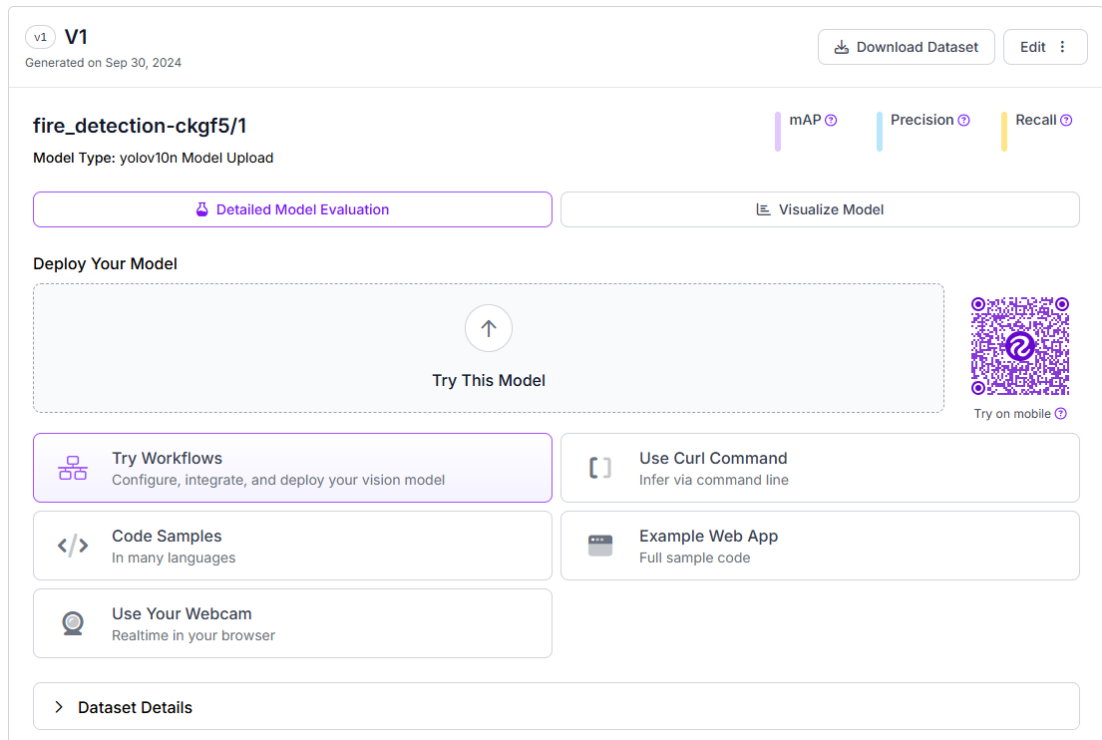 v1 V1
Generated on Sep 30, 2024
Download Dataset
Edit
fire_detection-ckgf5/1
Model Type: yolov10n Model Upload
mAP
Precision
Recall
Detailed Model Evaluation
Visualize Model
Deploy Your Model
Try This Model
Try on mobile
Try Workflows
Configure, integrate, and deploy your vision model
Use Curl Command
Infer via command line
Code Samples
In many languages
Example Web App
Full sample code
Use Your Webcam
Realtime in your browser
Dataset Details